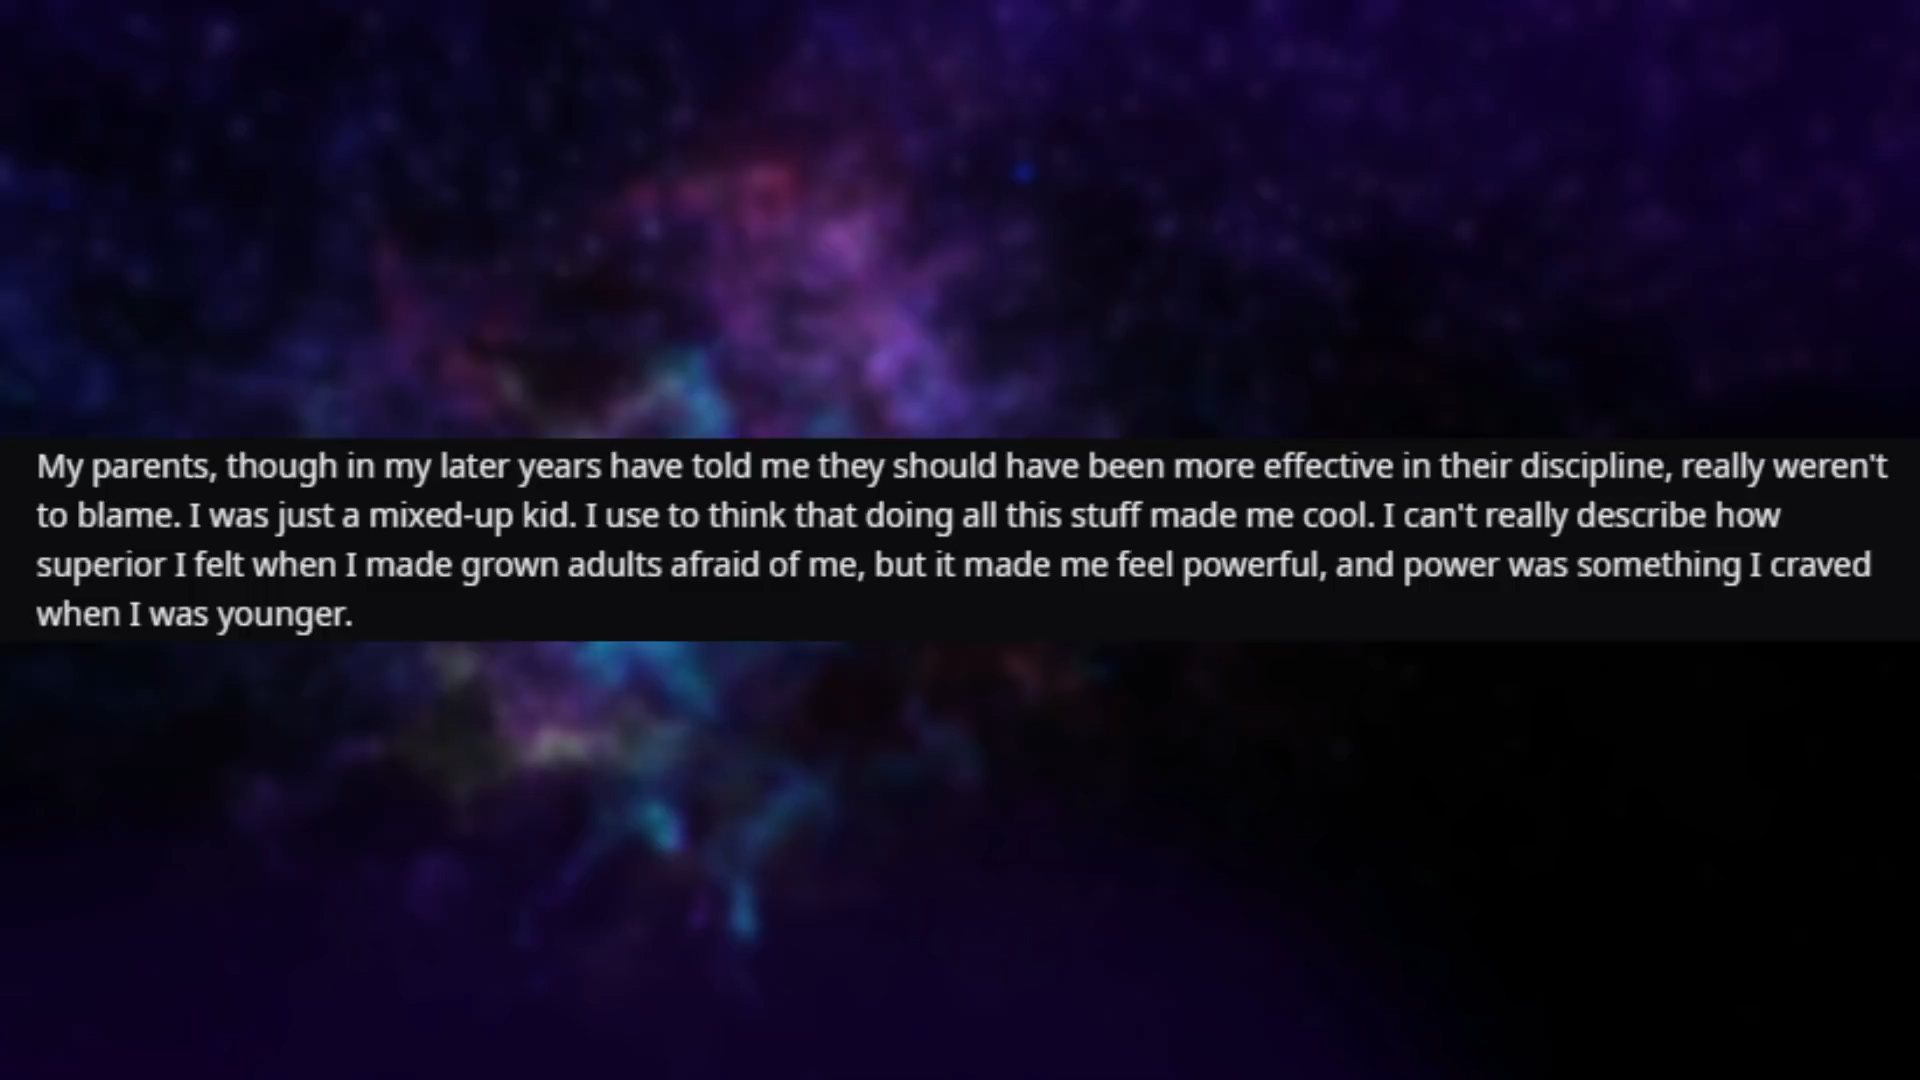 My parents, though in my later years have told me they should have been more effective in their discipline, really weren't
to blame. I was just a mixed-up kid. I use to think that doing all this stuff made me cool. I can't really describe how
superior I felt when I made grown adults afraid of me, but it made me feel powerful, and power was something I craved
when I was younger.